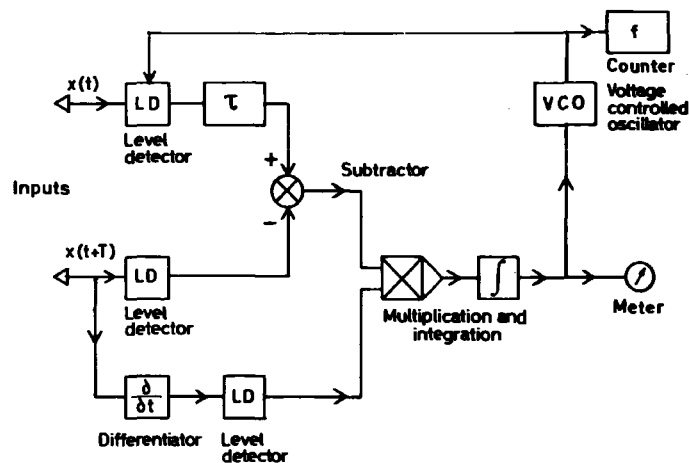 f
Counter
x(t)
LD
τ
VCO
Voltage
controlled
oscillator
Level
detector
+
Subtractor
Inputs
−
x(t+T)
LD
Level
detector
∫
Multiplication and
integration
Meter
∂
∂t
LD
Differentiator
Level
detector